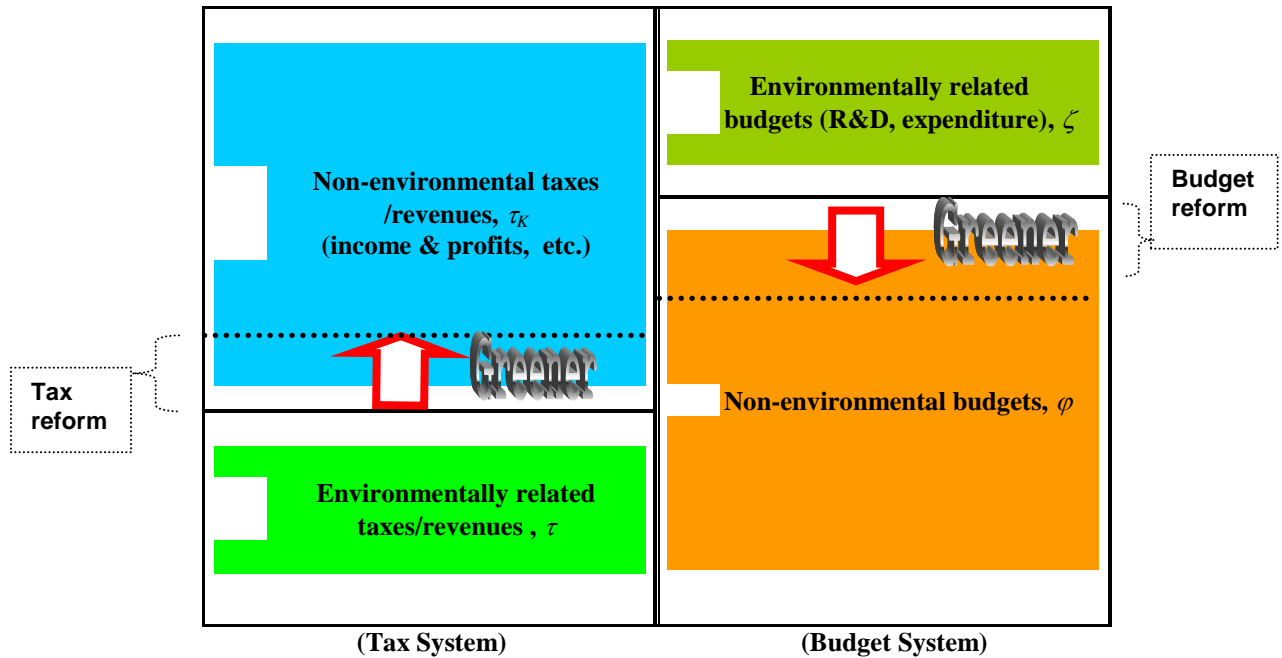 Environmentally related
budgets (R&D, expenditure), ζ
Non-environmental taxes
/revenues, τK
(income & profits, etc.)
Budget
reform
Greener
Greener
Tax
reform
Non-environmental budgets, φ
Environmentally related
taxes/revenues , τ
(Tax System)
(Budget System)